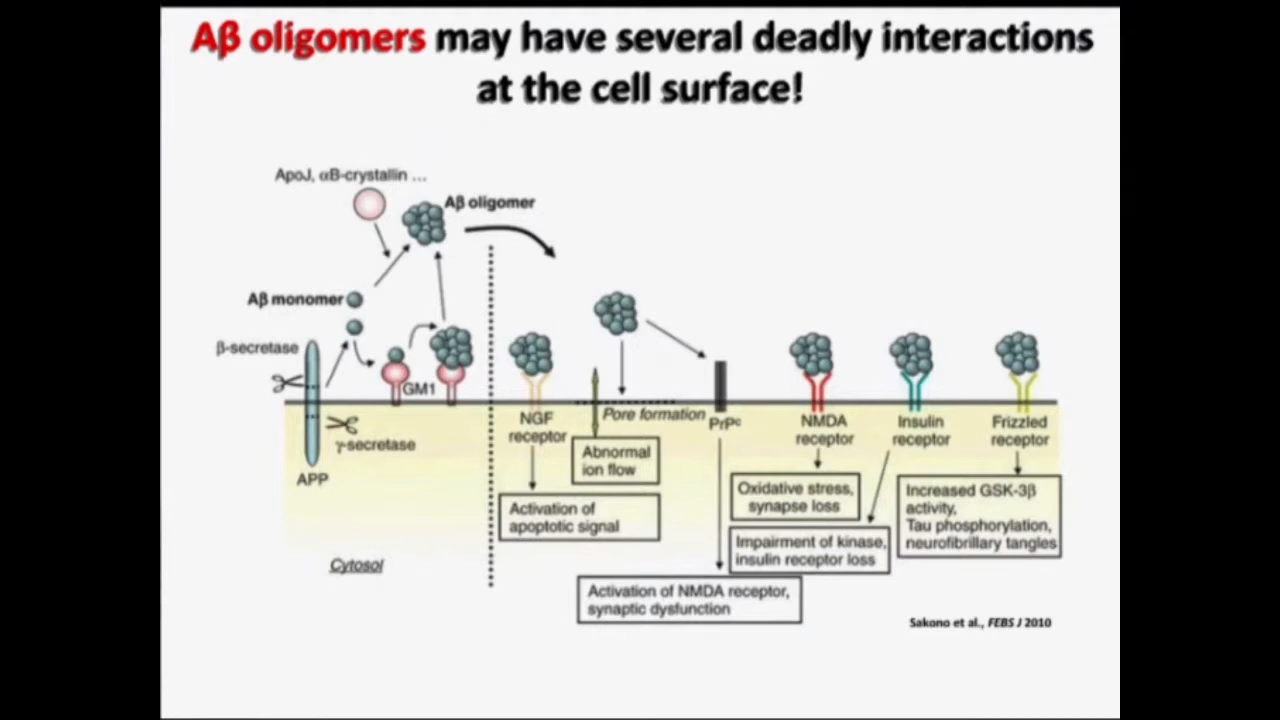 Aβ oligomers may have several deadly interactions
at the cell surface!
ApoJ, αB-crystallin ...
Aβ oligomer
Aβ monomer
β-secretase
GM1
γ-secretase
APP
Cytosol
NGF
receptor
Pore formation
PrPᶜ
NMDA
receptor
Insulin
receptor
Frizzled
receptor
Abnormal
ion flow
Activation of
apoptotic signal
Oxidative stress,
synapse loss
Impairment of kinase,
insulin receptor loss
Increased GSK-3β
activity,
Tau phosphorylation,
neurofibrillary tangles
Activation of NMDA receptor,
synaptic dysfunction
Sakono et al., FEBS J 2010